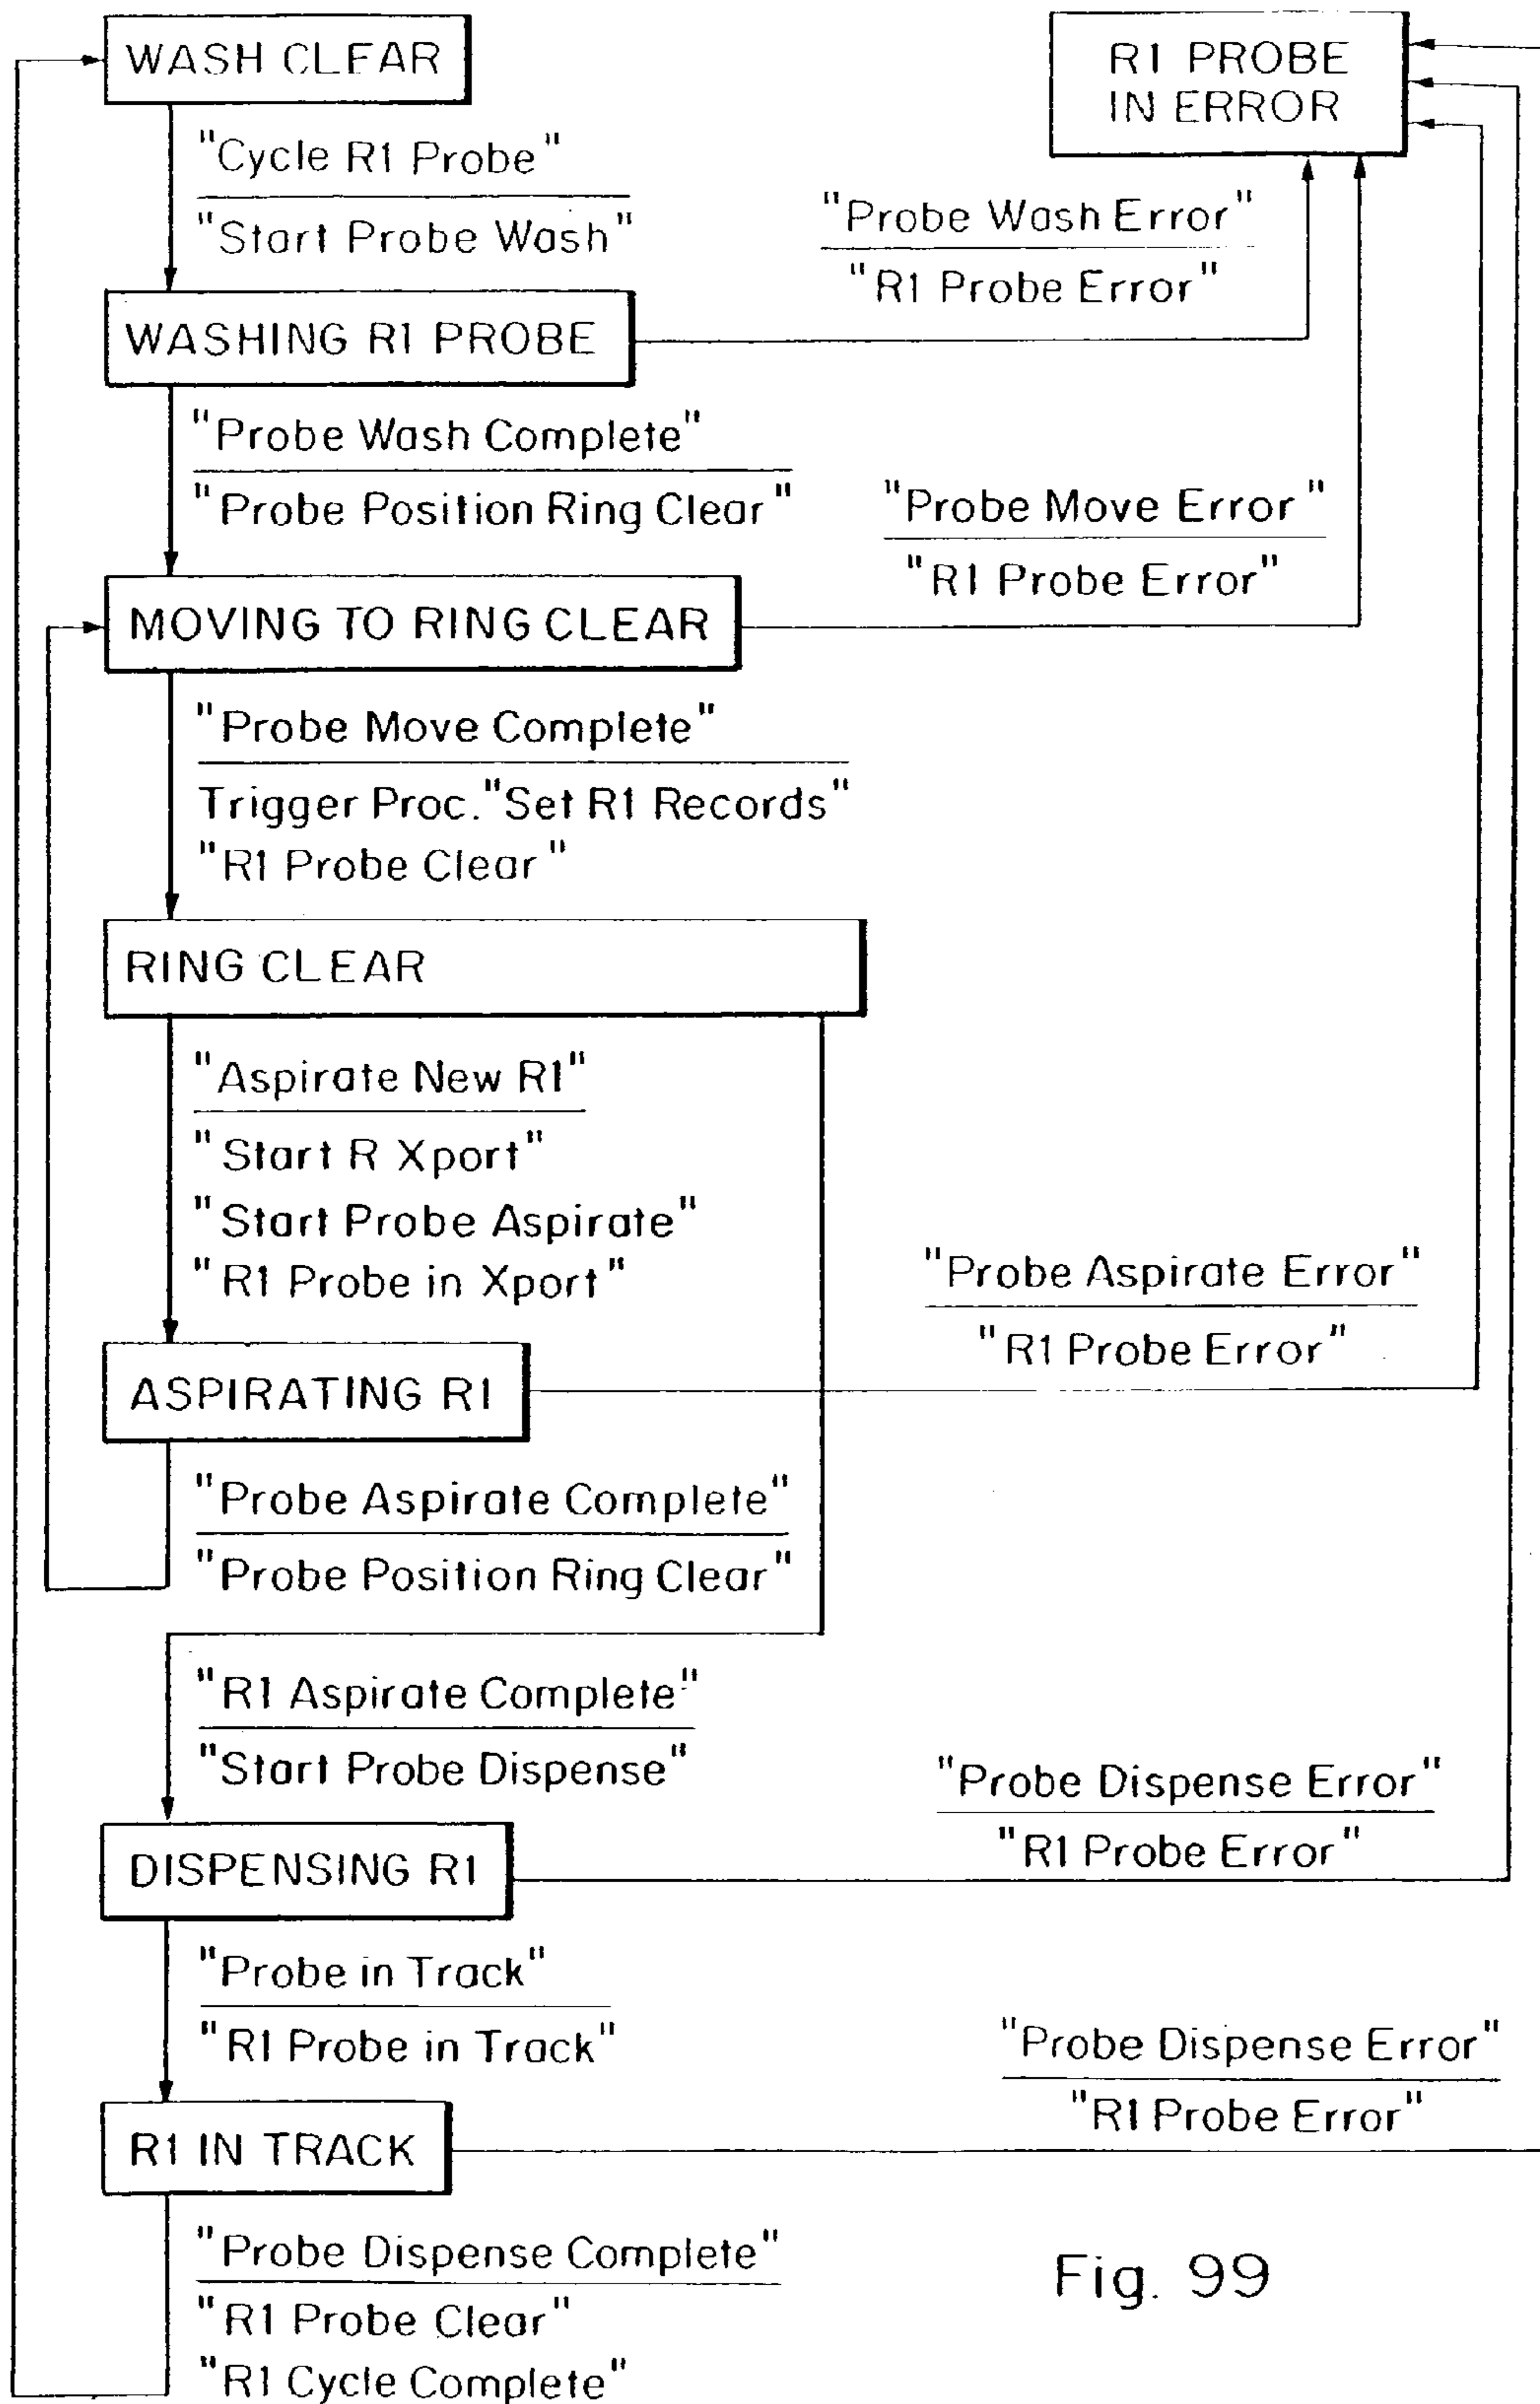 WASH CLEAR
R1 PROBE
IN ERROR
"Cycle R1 Probe"
"Start Probe Wash"
"Probe Wash Error"
"R1 Probe Error"
WASHING R1 PROBE
"Probe Wash Complete"
"Probe Position Ring Clear"
"Probe Move Error"
"R1 Probe Error"
MOVING TO RING CLEAR
"Probe Move Complete"
Trigger Proc."Set R1 Records"
"R1 Probe Clear"
RING CLEAR
"Aspirate New R1"
"Start R Xport"
"Start Probe Aspirate"
"R1 Probe in Xport"
"Probe Aspirate Error"
"R1 Probe Error"
ASPIRATING R1
"Probe Aspirate Complete"
"Probe Position Ring Clear"
"R1 Aspirate Complete"
"Start Probe Dispense"
"Probe Dispense Error"
"R1 Probe Error"
DISPENSING R1
"Probe in Track"
"R1 Probe in Track"
"Probe Dispense Error"
"R1 Probe Error"
R1 IN TRACK
"Probe Dispense Complete"
"R1 Probe Clear"
"R1 Cycle Complete"
Fig. 99